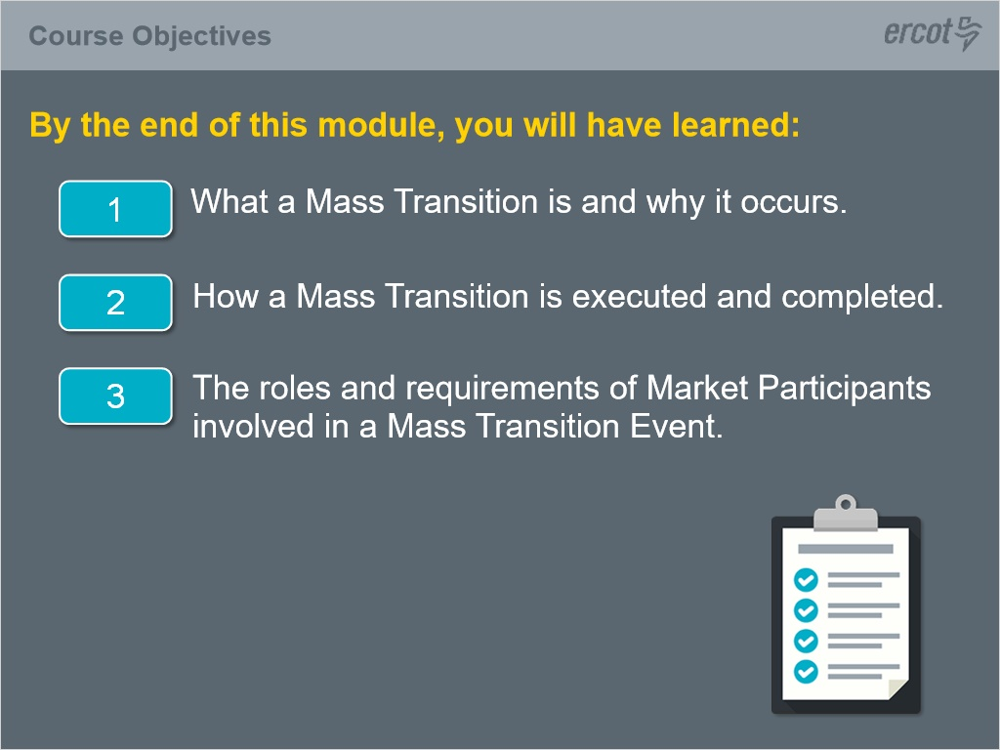 Course Objectives
ercot
By the end of this module, you will have learned:
1
What a Mass Transition is and why it occurs.
2
How a Mass Transition is executed and completed.
3
The roles and requirements of Market Participants
involved in a Mass Transition Event.